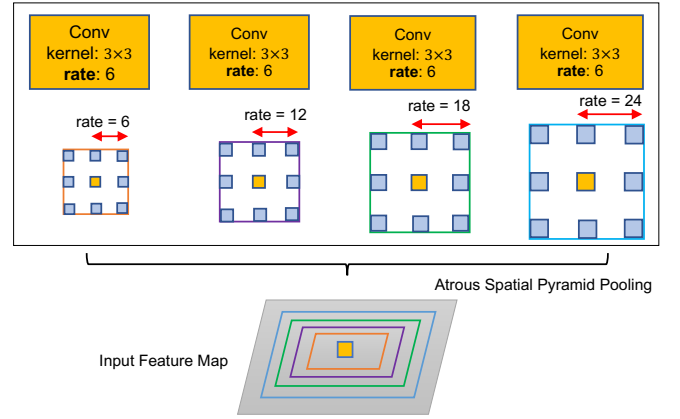 Conv
kernel: 3×3
rate: 6
Conv
kernel: 3×3
rate: 6
Conv
kernel: 3×3
rate: 6
Conv
kernel: 3×3
rate: 6
rate = 6
rate = 12
rate = 18
rate = 24
Atrous Spatial Pyramid Pooling
Input Feature Map